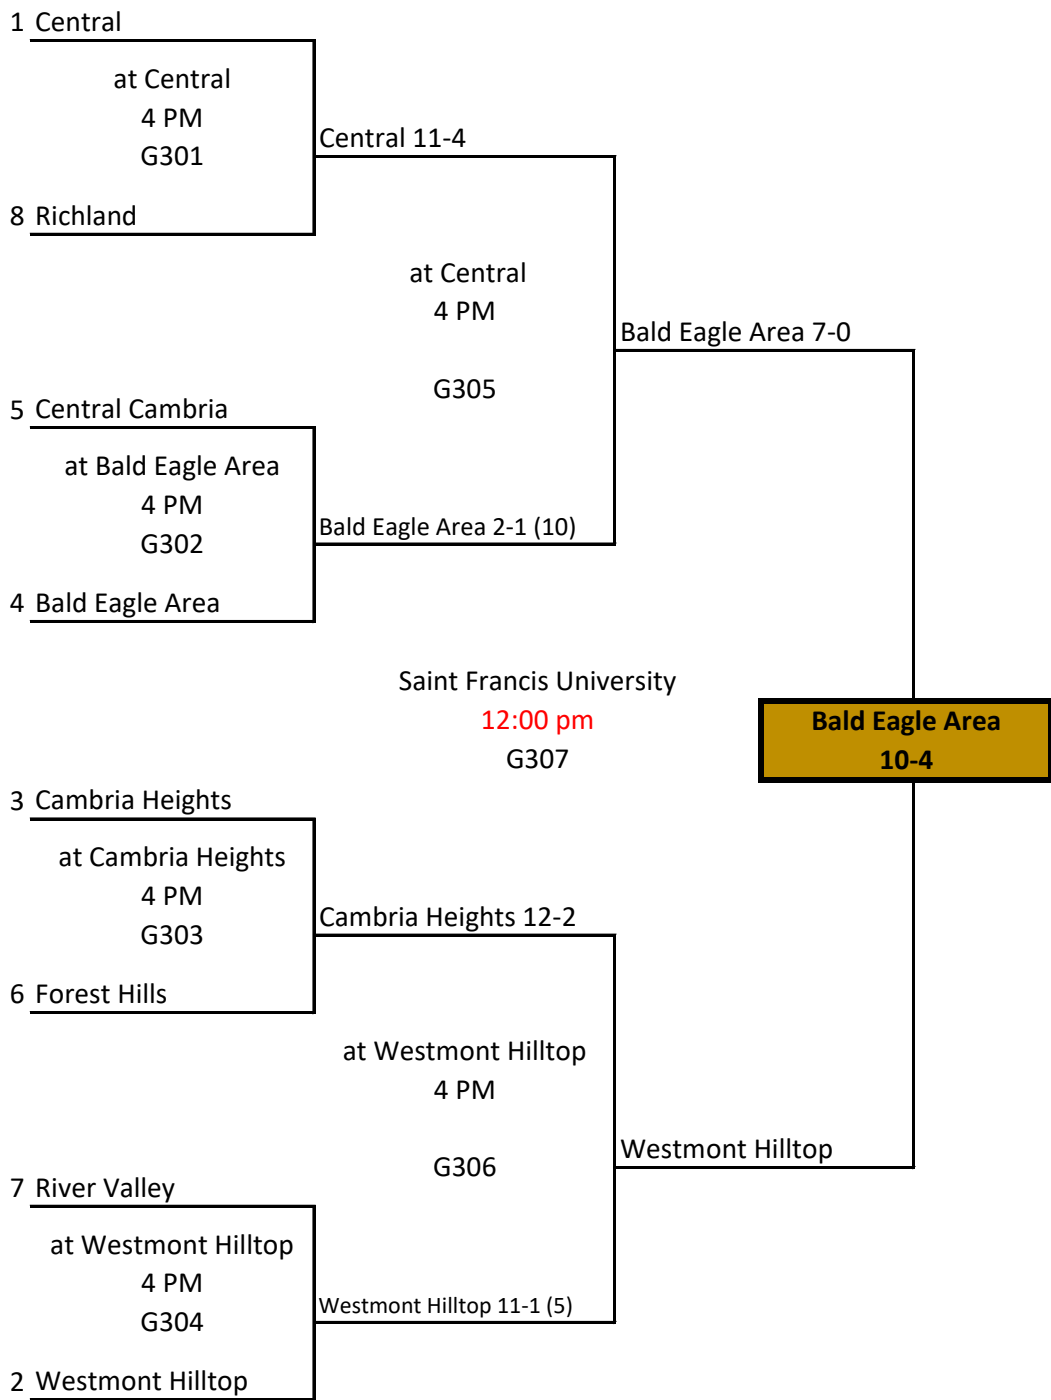 1 Central
at Central
4 PM
G301
Central 11-4
8 Richland
at Central
4 PM
G305
Bald Eagle Area 7-0
5 Central Cambria
at Bald Eagle Area
4 PM
G302
Bald Eagle Area 2-1 (10)
4 Bald Eagle Area
Saint Francis University
12:00 pm
G307
Bald Eagle Area
10-4
3 Cambria Heights
at Cambria Heights
4 PM
G303
Cambria Heights 12-2
6 Forest Hills
at Westmont Hilltop
4 PM
G306
Westmont Hilltop
7 River Valley
at Westmont Hilltop
4 PM
G304
Westmont Hilltop 11-1 (5)
2 Westmont Hilltop